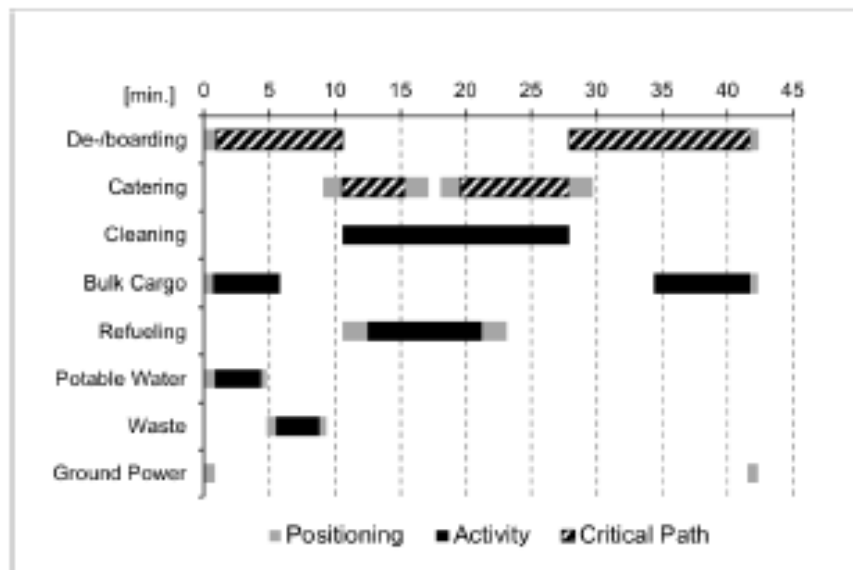 [min.] 0 5 10 15 20 25 30 35 40 45
De-/boarding
Catering
Cleaning
Bulk Cargo
Refueling
Potable Water
Waste
Ground Power
Positioning Activity Critical Path